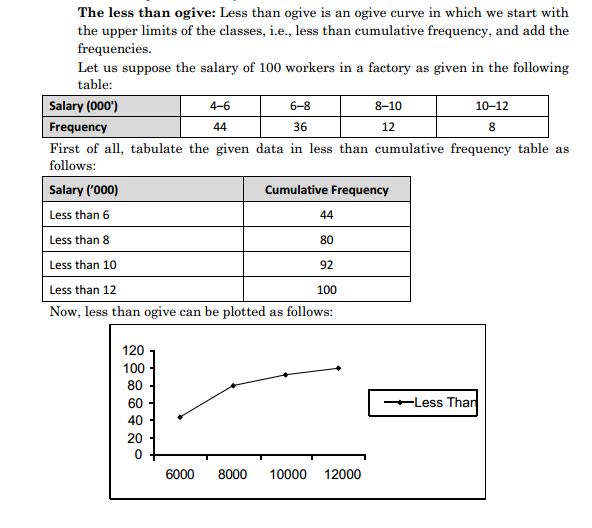 The less than ogive: Less than ogive is an ogive curve in which we start with
the upper limits of the classes, i.e., less than cumulative frequency, and add the
frequencies.
Let us suppose the salary of 100 workers in a factory as given in the following
table:
Salary (000') 4–6 6–8 8–10 10–12
Frequency 44 36 12 8
First of all, tabulate the given data in less than cumulative frequency table as
follows:
Salary (’000) Cumulative Frequency
Less than 6 44
Less than 8 80
Less than 10 92
Less than 12 100
Now, less than ogive can be plotted as follows:
120
100
80
60
40
20
0
6000 8000 10000 12000
Less Than